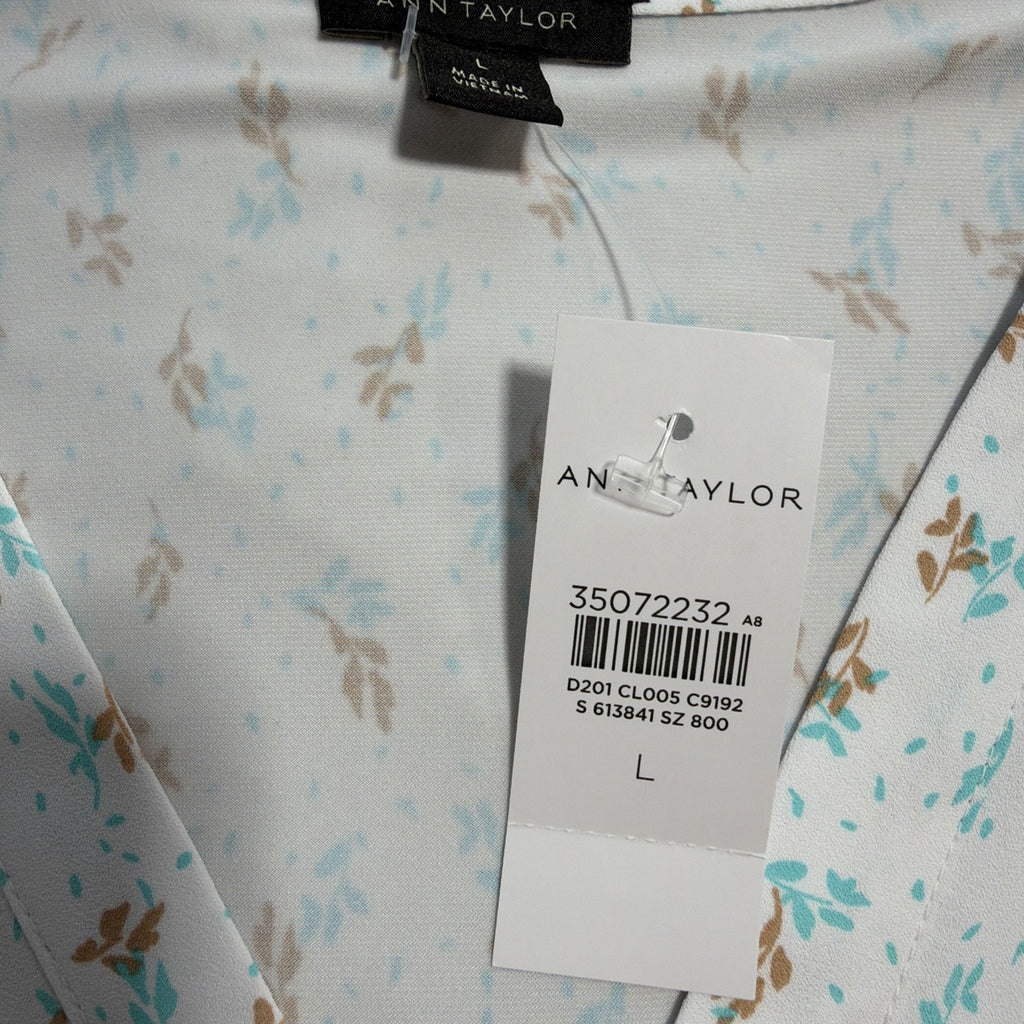 ANN TAYLOR
L
MADE IN
VIETNAM
ANN TAYLOR
35072232 A8
D201 CL005 C9192
S 613841 SZ 800
L